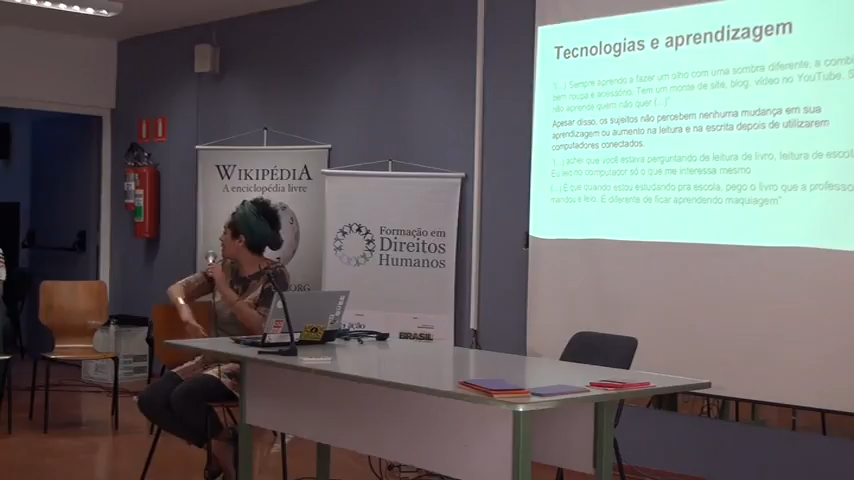 Tecnologias e aprendizagem
"(...) Sempre aprendo a fazer um olho com uma sombra diferente, a
bem roupa e acessório. Tem um monte de site, blog, vídeo no YouTube. S
não aprende quem não quer (...)"
Apesar disso, os sujeitos não percebem nenhuma mudança em sua
aprendizagem ou aumento na leitura e na escrita depois de utilizarem
computadores conectados.
achei que você estava perguntando de leitura de livro, leitura de escol
Eu leio no computador só o que me interessa mesmo
(...) É que quando estou estudando pra escola, pego o livro que a professo
mandou e leio. É diferente de ficar aprendendo maquiagem"
WIKIPÉDIA
A enciclopédia livre
ORG
Formação em
Direitos
Humanos
BRASIL